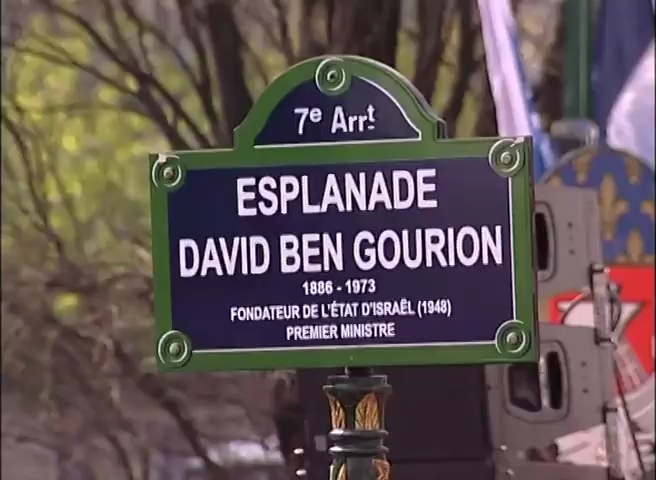 7e Arrt
ESPLANADE
DAVID BEN GOURION
1886 - 1973
FONDATEUR DE L'ÉTAT D'ISRAËL (1948)
PREMIER MINISTRE